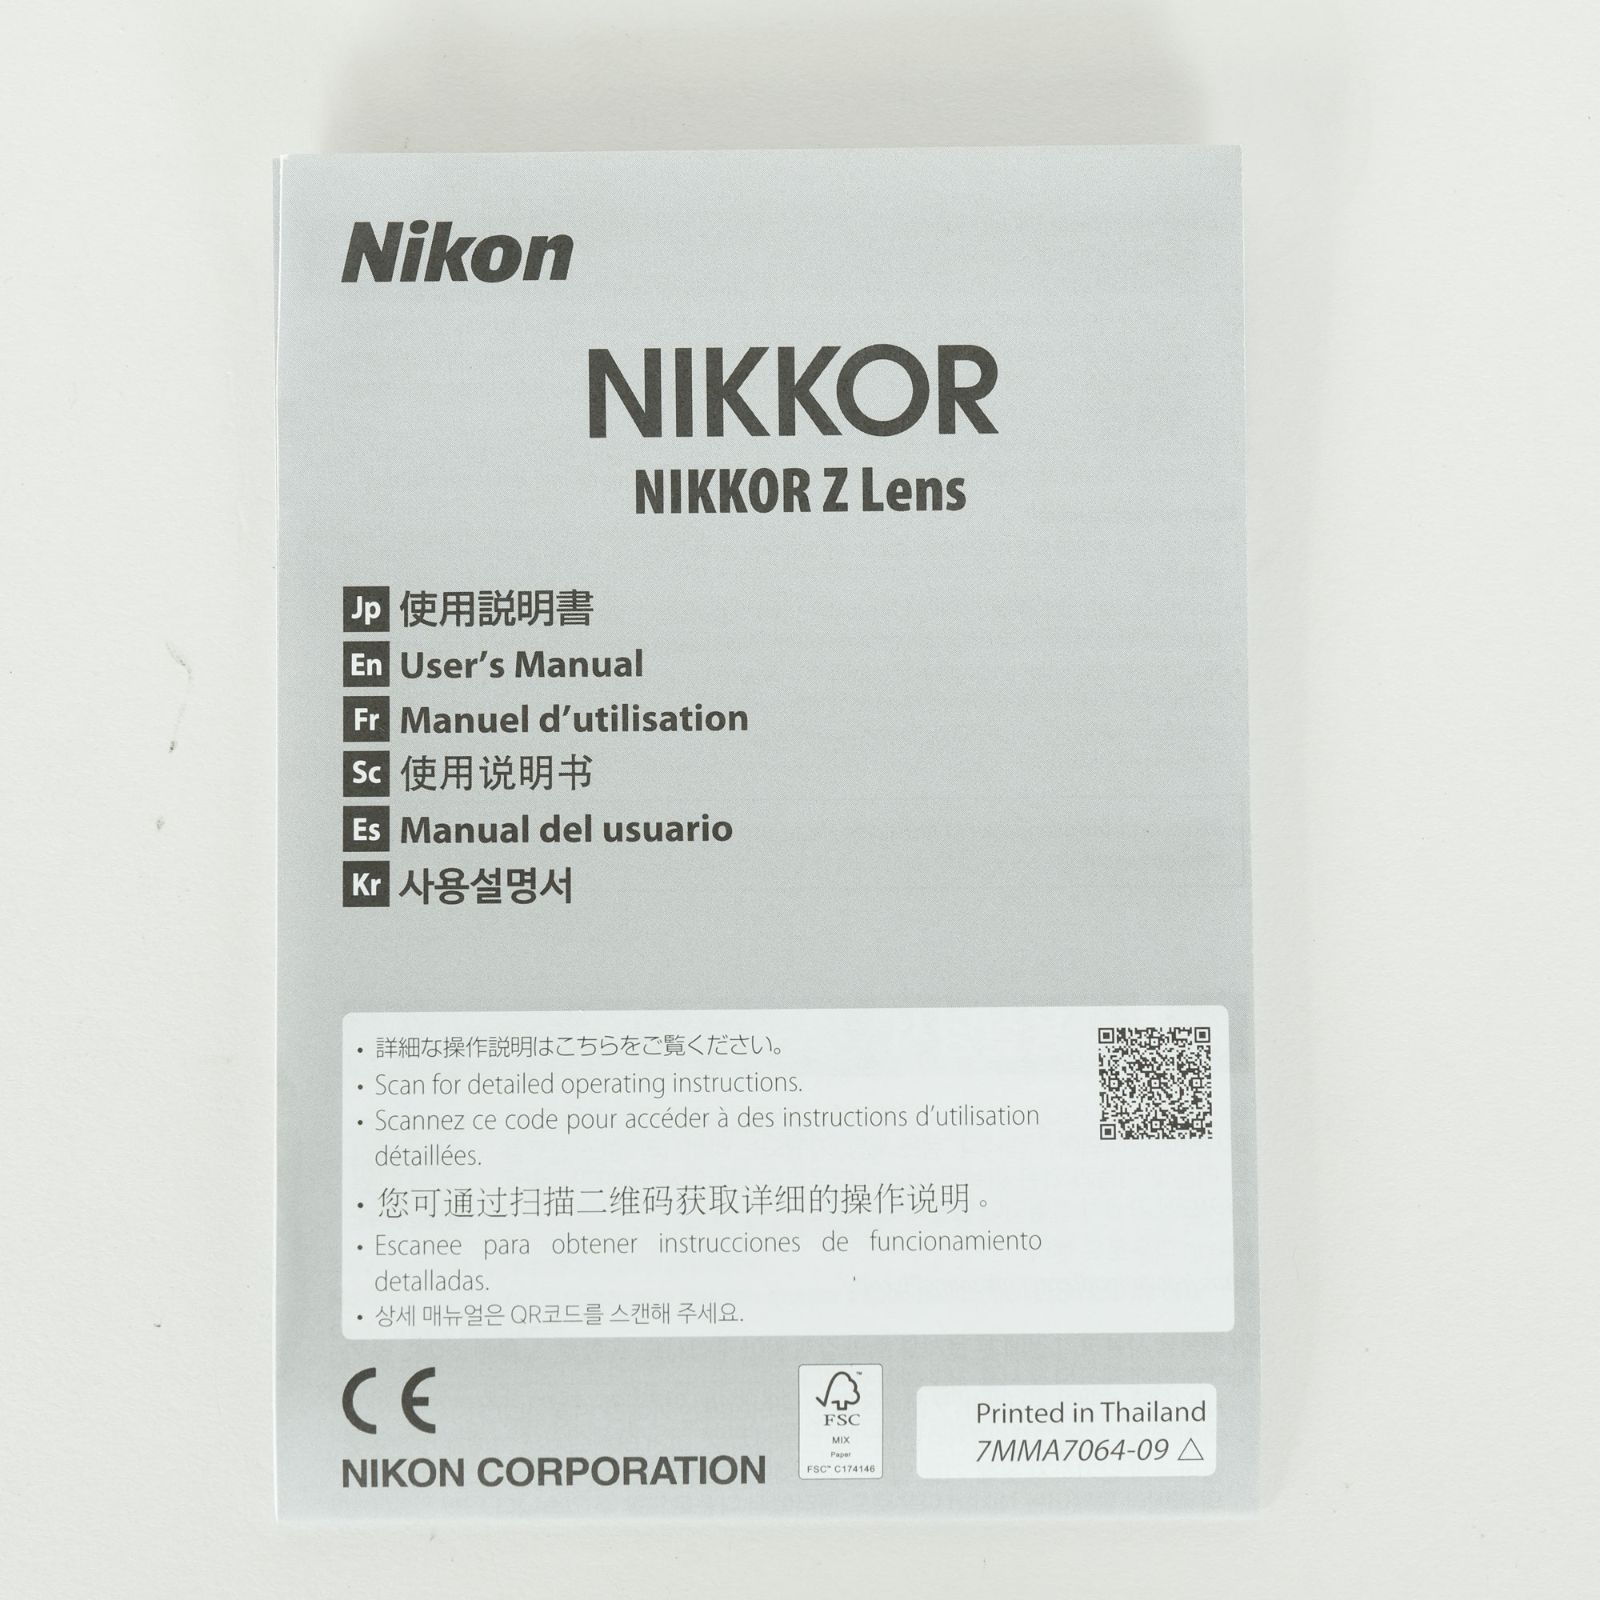 Nikon
NIKKOR
NIKKOR Z Lens
Jp 使用説明書
En User’s Manual
Fr Manuel d’utilisation
Sc 使用说明书
Es Manual del usuario
Kr 사용설명서
• 詳細な操作説明はこちらをご覧ください。
• Scan for detailed operating instructions.
• Scannez ce code pour accéder à des instructions d’utilisation
détaillées.
• 您可通过扫描二维码获取详细的操作说明。
• Escanee para obtener instrucciones de funcionamiento
detalladas.
• 상세 매뉴얼은 QR코드를 스캔해 주세요.
CE
NIKON CORPORATION
FSC
MIX
Paper
FSC™ C174146
Printed in Thailand
7MMA7064-09 △